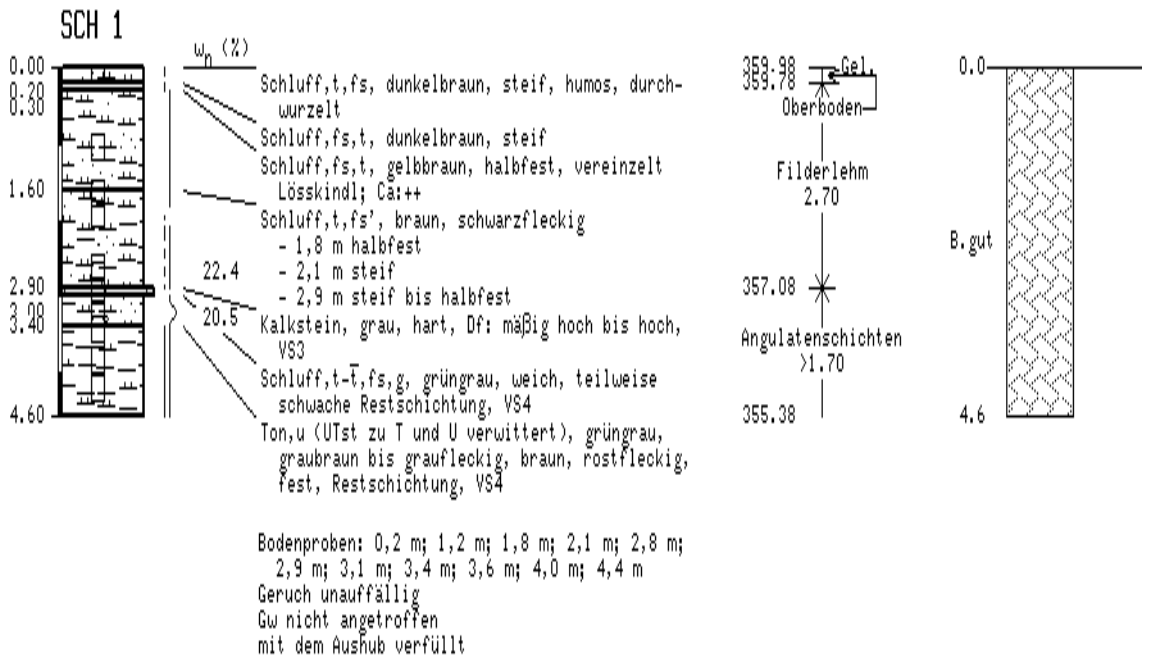 SCH 1
w_n (%)
0.00
0.20
0.30
1.60
2.90
3.00
3.40
4.60
22.4
20.5
Schluff,t,fs, dunkelbraun, steif, humos, durch-
wurzelt
Schluff,fs,t, dunkelbraun, steif
Schluff,fs,t, gelbbraun, halbfest, vereinzelt
Lösskindl; Ca:++
Schluff,t,fs', braun, schwarzfleckig
- 1,8 m halbfest
- 2,1 m steif
- 2,9 m steif bis halbfest
Kalkstein, grau, hart, Df: mäßig hoch bis hoch,
VS3
Schluff,t-t̅,fs,g, grüngrau, weich, teilweise
schwache Restschichtung, VS4
Ton,u (UTst zu T und U verwittert), grüngrau,
graubraun bis graufleckig, braun, rostfleckig,
fest, Restschichtung, VS4
Bodenproben: 0,2 m; 1,2 m; 1,8 m; 2,1 m; 2,8 m;
2,9 m; 3,1 m; 3,4 m; 3,6 m; 4,0 m; 4,4 m
Geruch unauffällig
Gw nicht angetroffen
mit dem Aushub verfüllt
359.98 Gel.
359.78
Oberboden
Filderlehm
2.70
357.08
Angulatenschichten
>1.70
355.38
0.0
B.gut
4.6